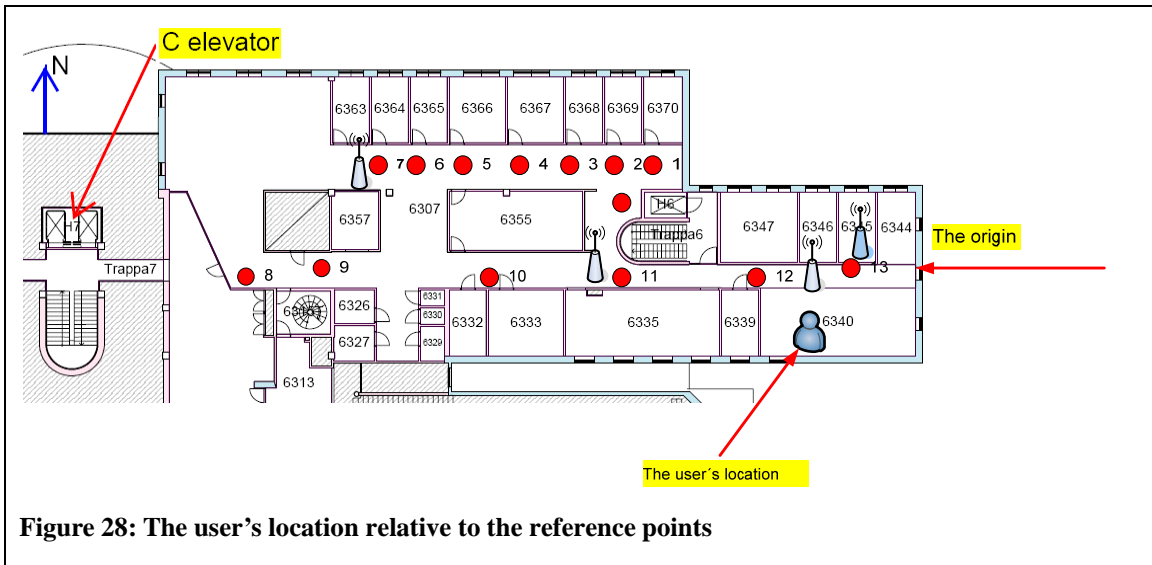 C elevator
N
6363 6364 6365 6366 6367 6368 6369 6370
7 6 5 4 3 2 1
H6
6357 6307 6355 6347 6346 6344
H7
Trappa6
The origin
Trappa7
8 9 10 11 12 13
6331
6326 6330
6332 6333 6335 6339 6340
6327 6329
6313
The user´s location
Figure 28: The user’s location relative to the reference points